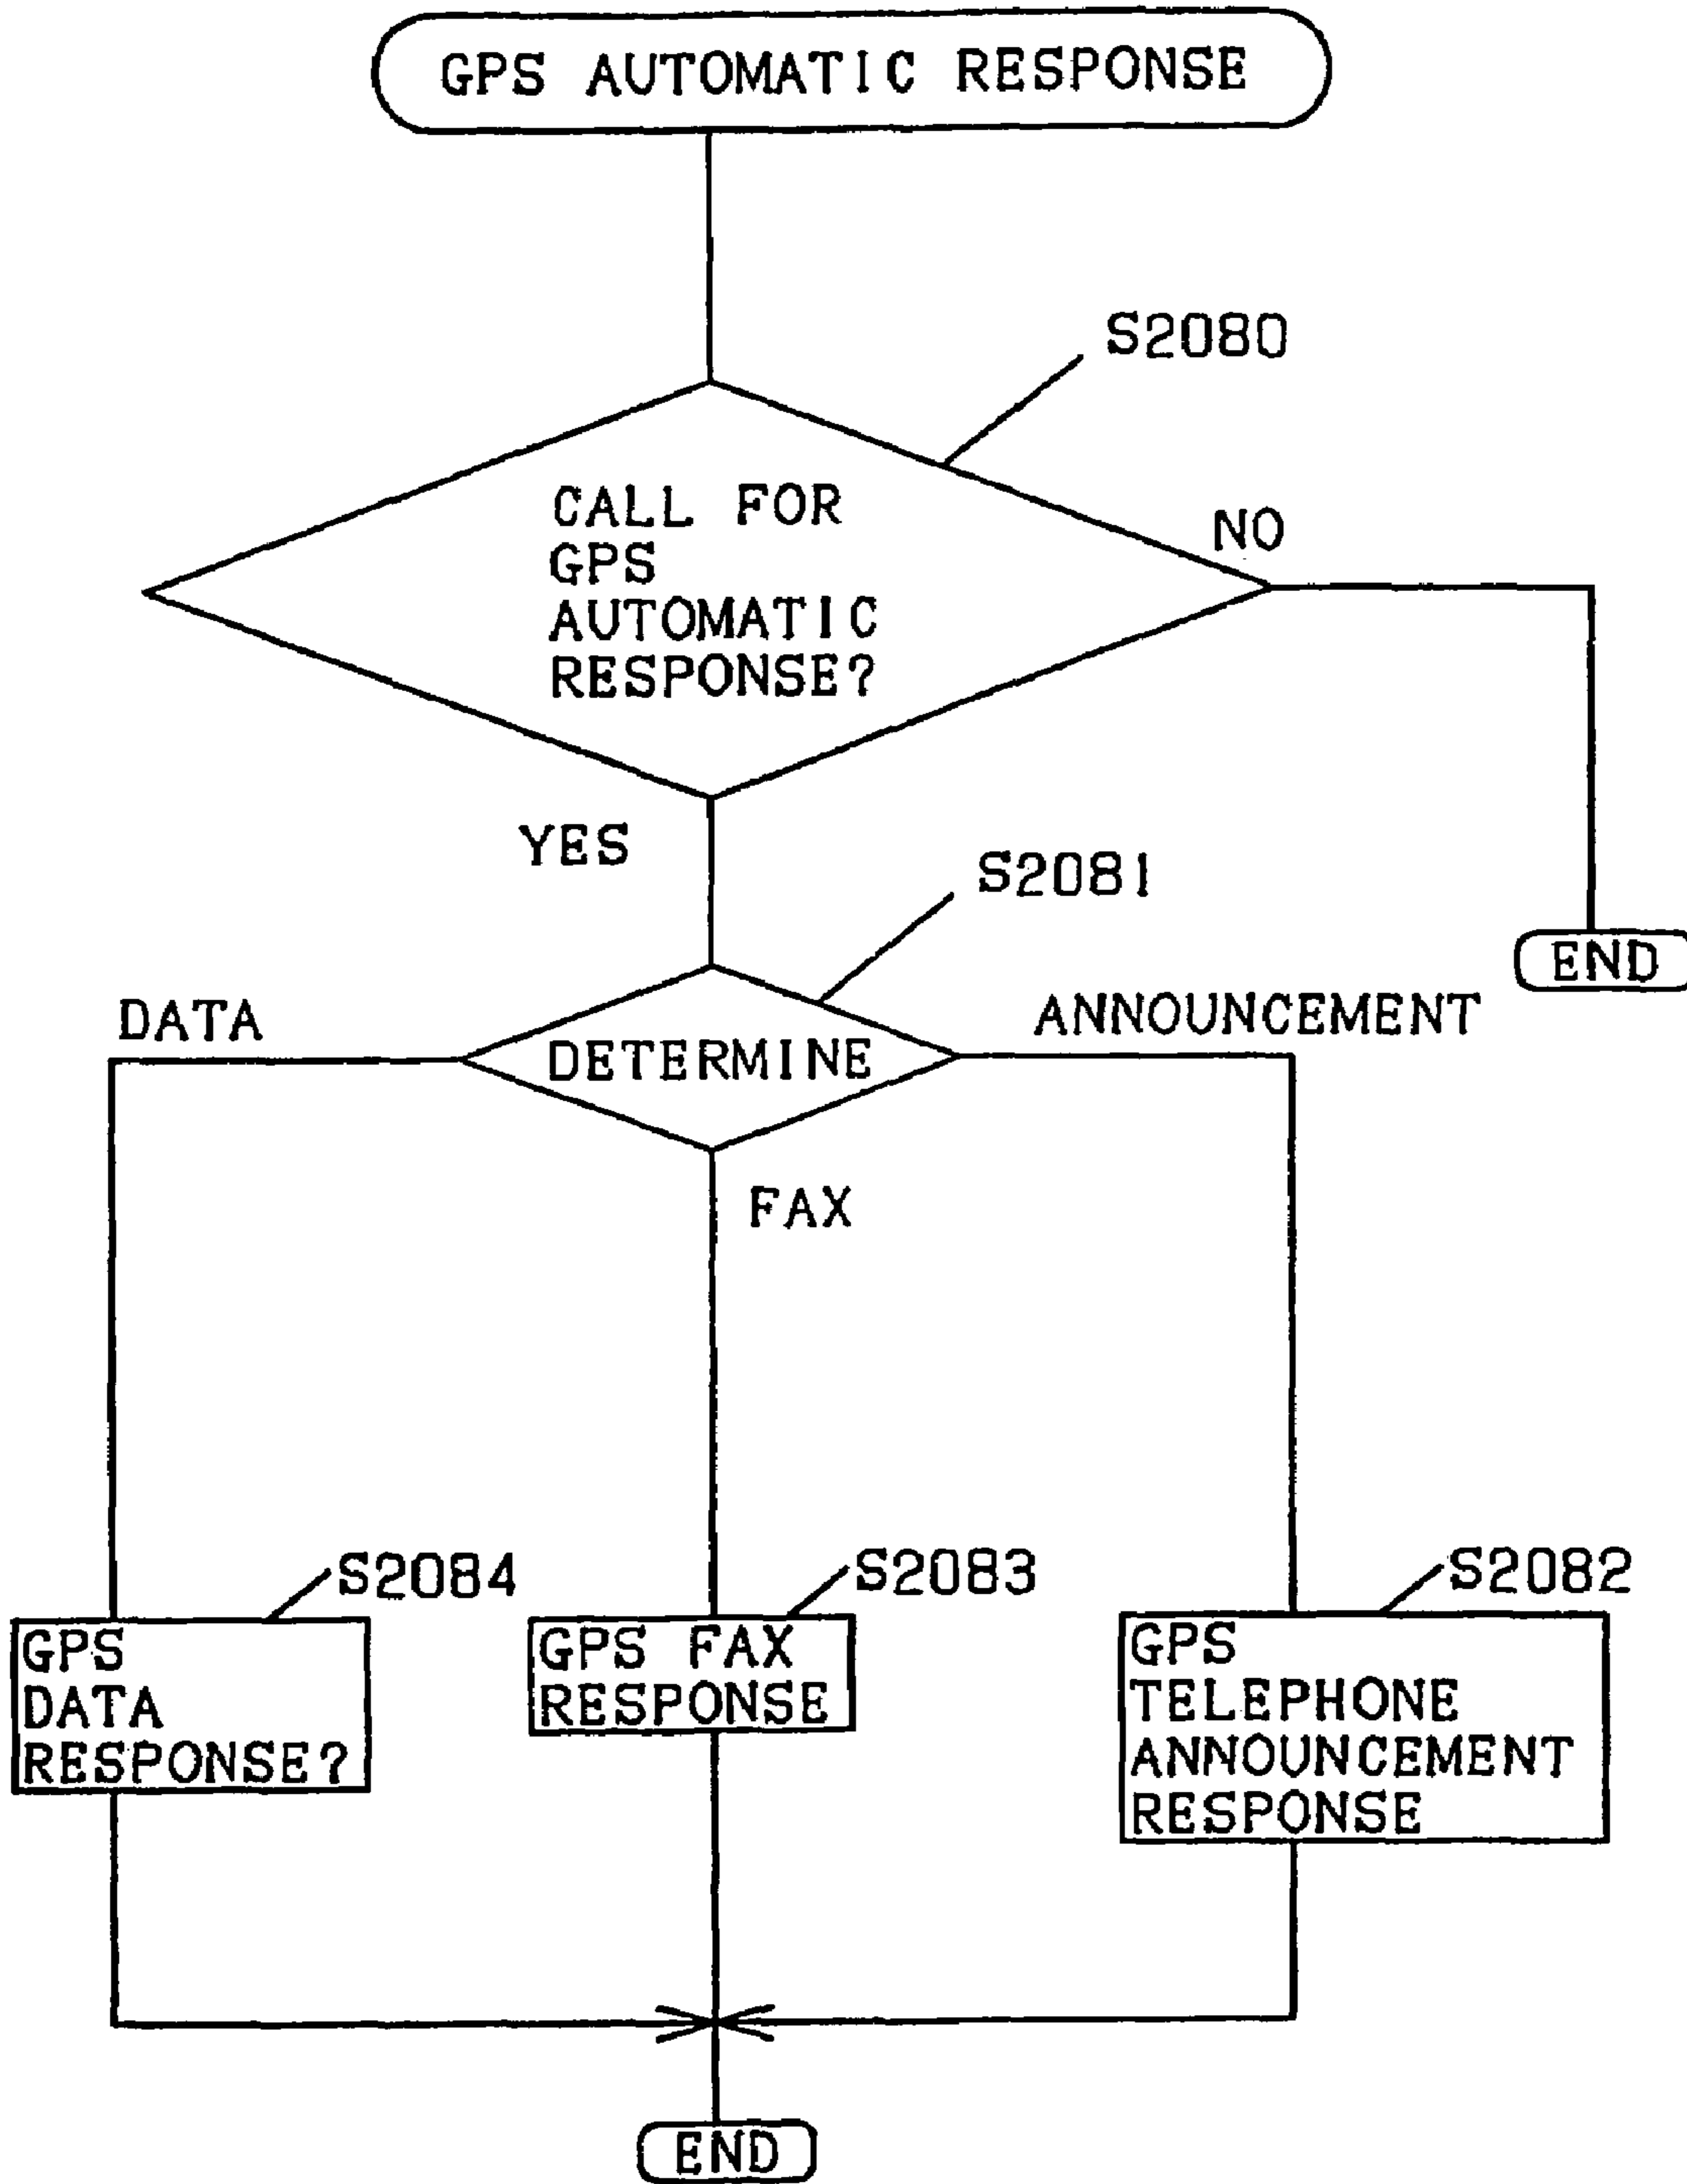 GPS AUTOMATIC RESPONSE
S2080
CALL FOR
GPS
AUTOMATIC
RESPONSE?
NO
YES
S2081
END
DATA
DETERMINE
ANNOUNCEMENT
FAX
S2084
S2083
S2082
GPS
DATA
RESPONSE?
GPS FAX
RESPONSE
GPS
TELEPHONE
ANNOUNCEMENT
RESPONSE
END